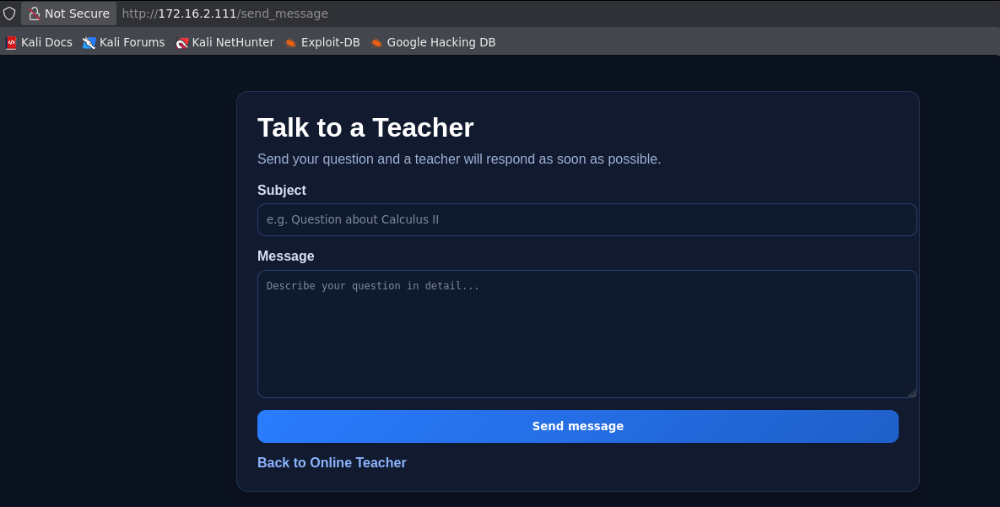 Not Secure http://172.16.2.111/send_message
Kali Docs Kali Forums Kali NetHunter Exploit-DB Google Hacking DB
Talk to a Teacher
Send your question and a teacher will respond as soon as possible.
Subject
e.g. Question about Calculus II
Message
Describe your question in detail...
Send message
Back to Online Teacher